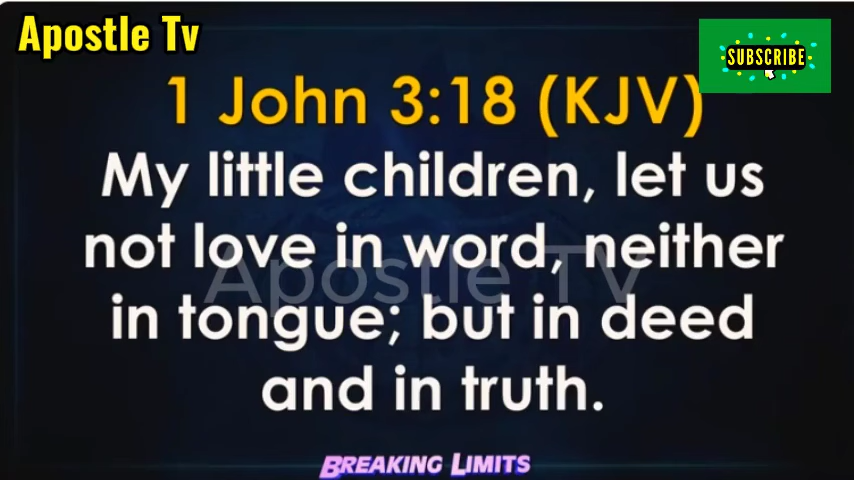 Apostle Tv
SUBSCRIBE
1 John 3:18 (KJV)
My little children, let us
not love in word, neither
Apostle TV
in tongue; but in deed
and in truth.
BREAKING LIMITS